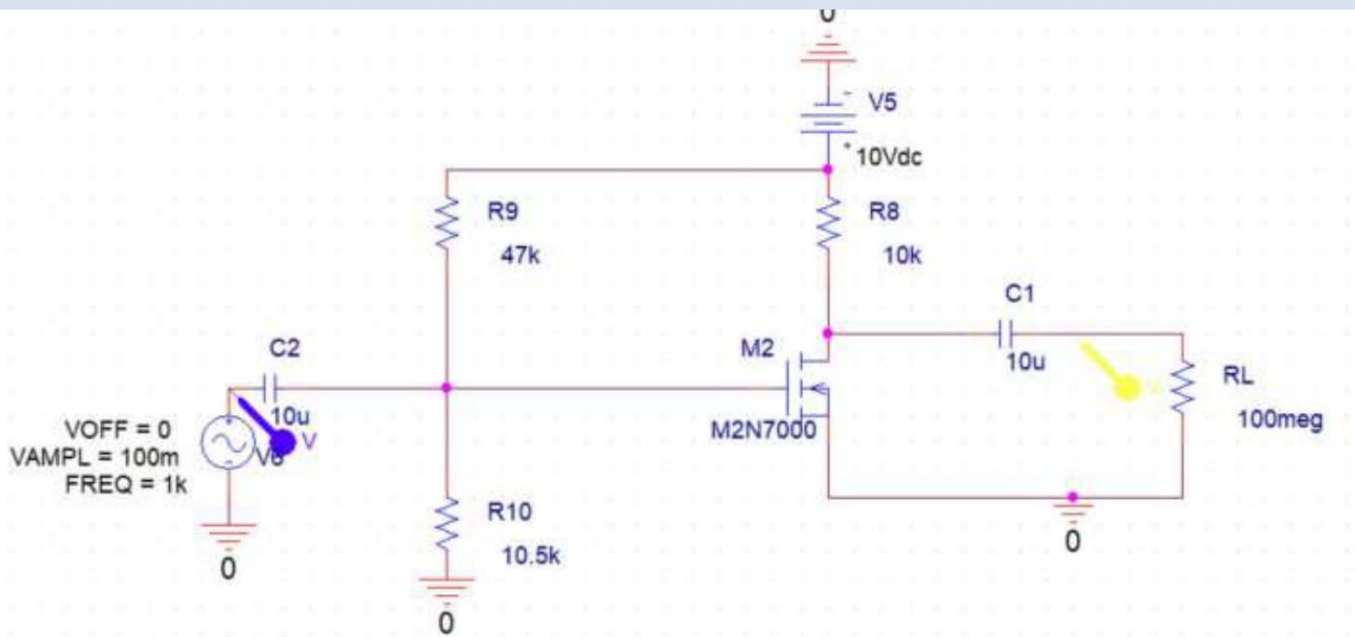 0
-
V5
+
10Vdc
R9
47k
R8
10k
C1
10u
V
RL
100meg
C2
10u
M2
M2N7000
VOFF = 0
VAMPL = 100m
FREQ = 1k
V
R10
10.5k
0
0
0